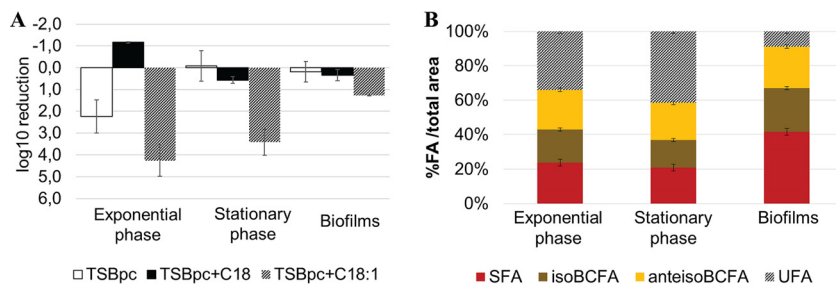 A
log10 reduction
-2,0
-1,0
0,0
1,0
2,0
3,0
4,0
5,0
6,0
Exponential
phase
Stationary
phase
Biofilms
TSBpc TSBpc+C18 TSBpc+C18:1
B
%FA /total area
100%
80%
60%
40%
20%
0%
Exponential
phase
Stationary
phase
Biofilms
SFA isoBCFA anteisoBCFA UFA